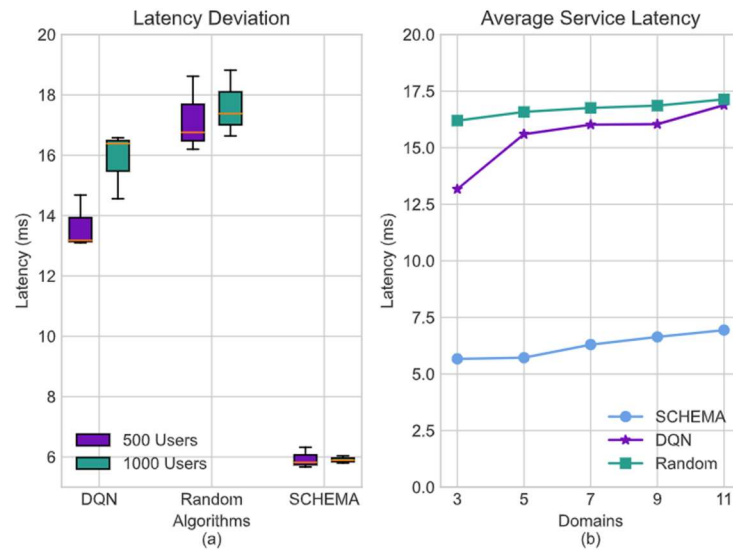 Latency Deviation
20
18
16
14
12
10
8
6
Latency (ms)
500 Users
1000 Users
DQN
Random
SCHEMA
Algorithms
(a)
Average Service Latency
20.0
17.5
15.0
12.5
10.0
7.5
5.0
2.5
0.0
Latency (ms)
SCHEMA
DQN
Random
3
5
7
9
11
Domains
(b)